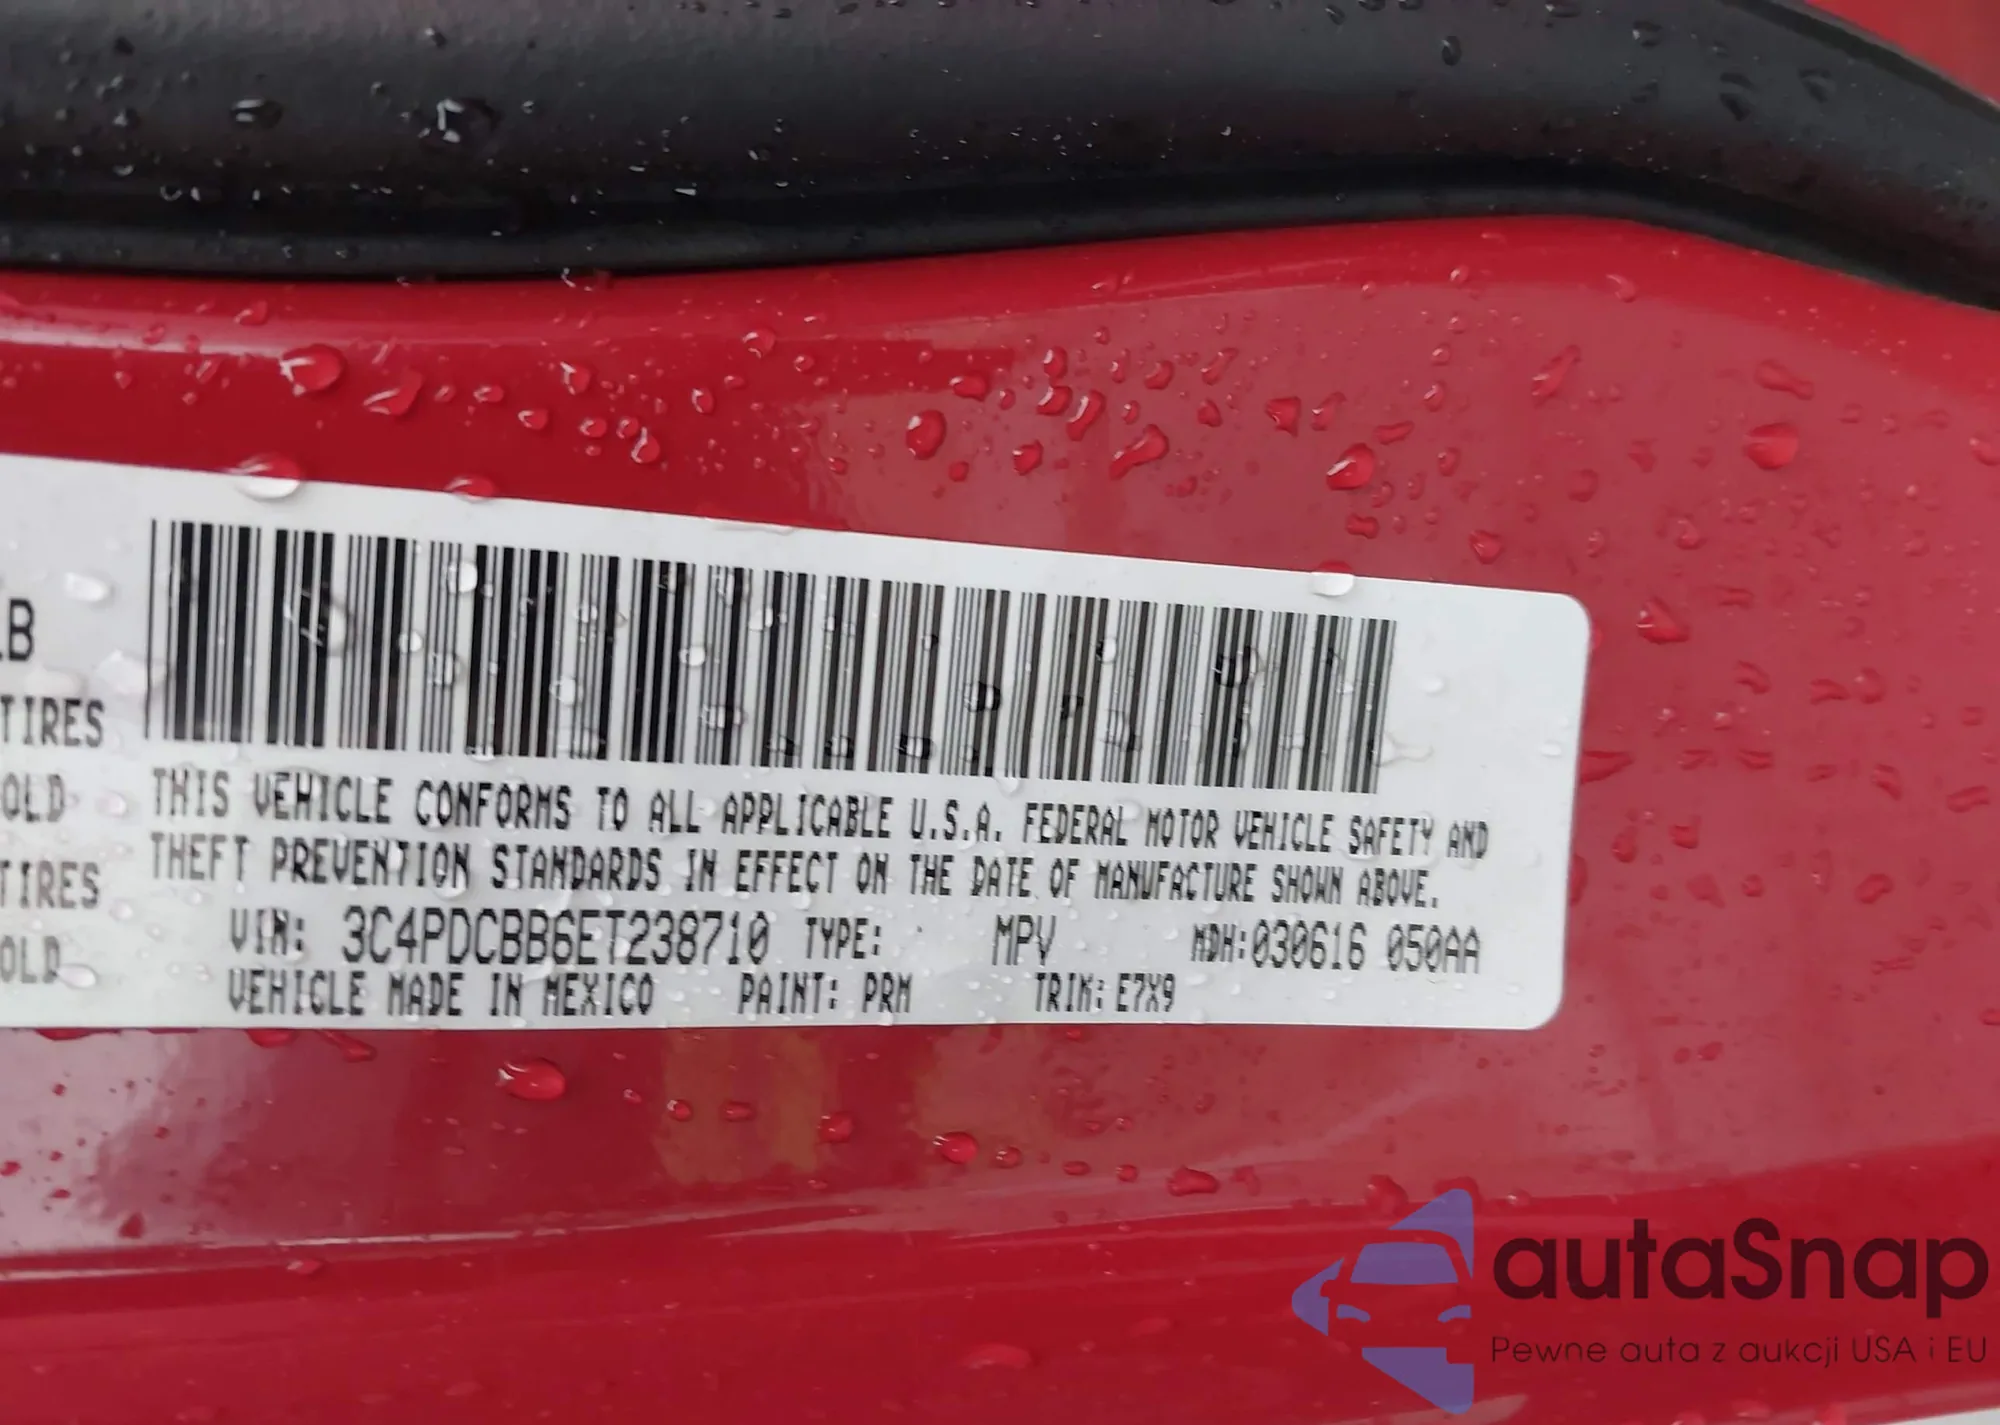 LB
TIRES
OLD
TIRES
OLD
THIS VEHICLE CONFORMS TO ALL APPLICABLE U.S.A. FEDERAL MOTOR VEHICLE SAFETY AND
THEFT PREVENTION STANDARDS IN EFFECT ON THE DATE OF MANUFACTURE SHOWN ABOVE.
VIN: 3C4PDCBB6ET238710 TYPE: MPV MDH:030616 050AA
VEHICLE MADE IN MEXICO PAINT: PRM TRIM: E7X9
autaSnap
Pewne auta z aukcji USA i EU